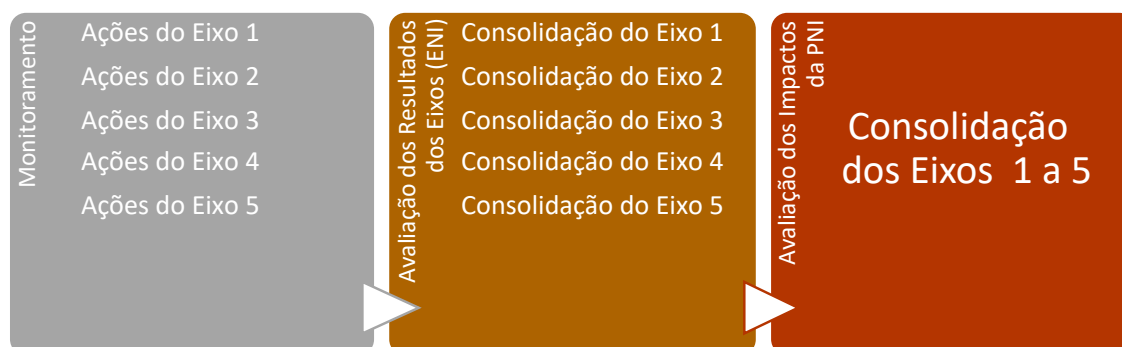 Monitoramento
Ações do Eixo 1
Ações do Eixo 2
Ações do Eixo 3
Ações do Eixo 4
Ações do Eixo 5
Avaliação dos Resultados
dos Eixos (ENI)
Consolidação do Eixo 1
Consolidação do Eixo 2
Consolidação do Eixo 3
Consolidação do Eixo 4
Consolidação do Eixo 5
Avaliação dos Impactos
da PNI
Consolidação
dos Eixos 1 a 5